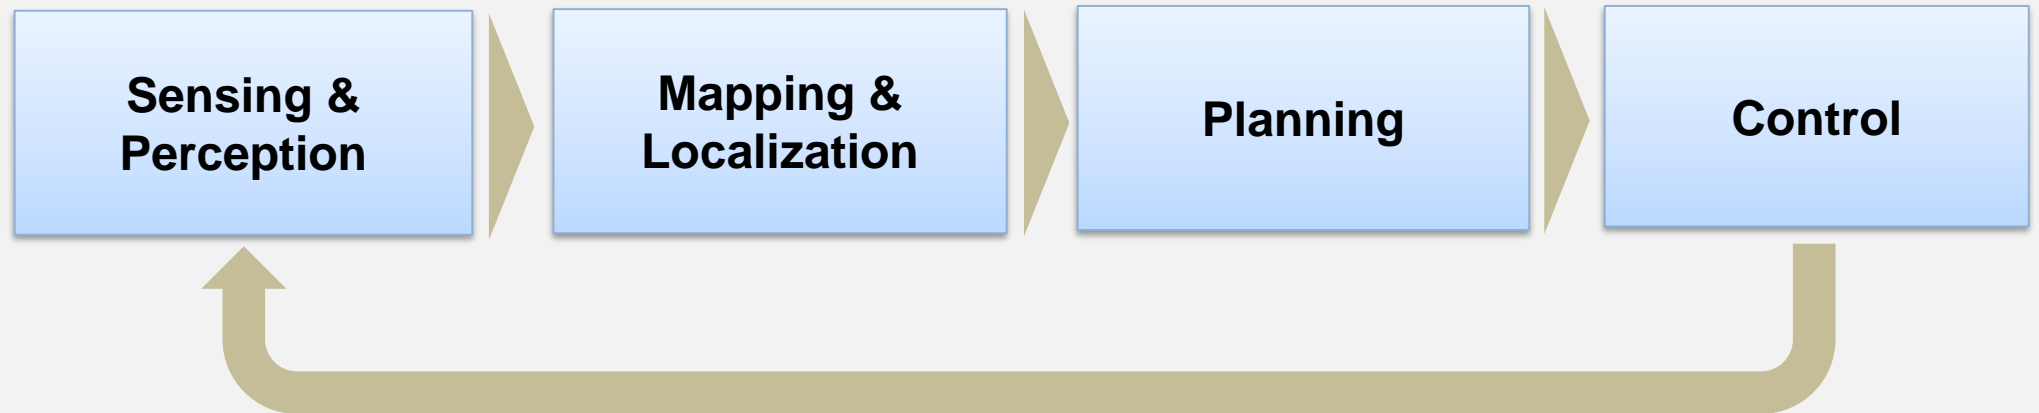 Sensing &
Perception
Mapping &
Localization
Planning
Control